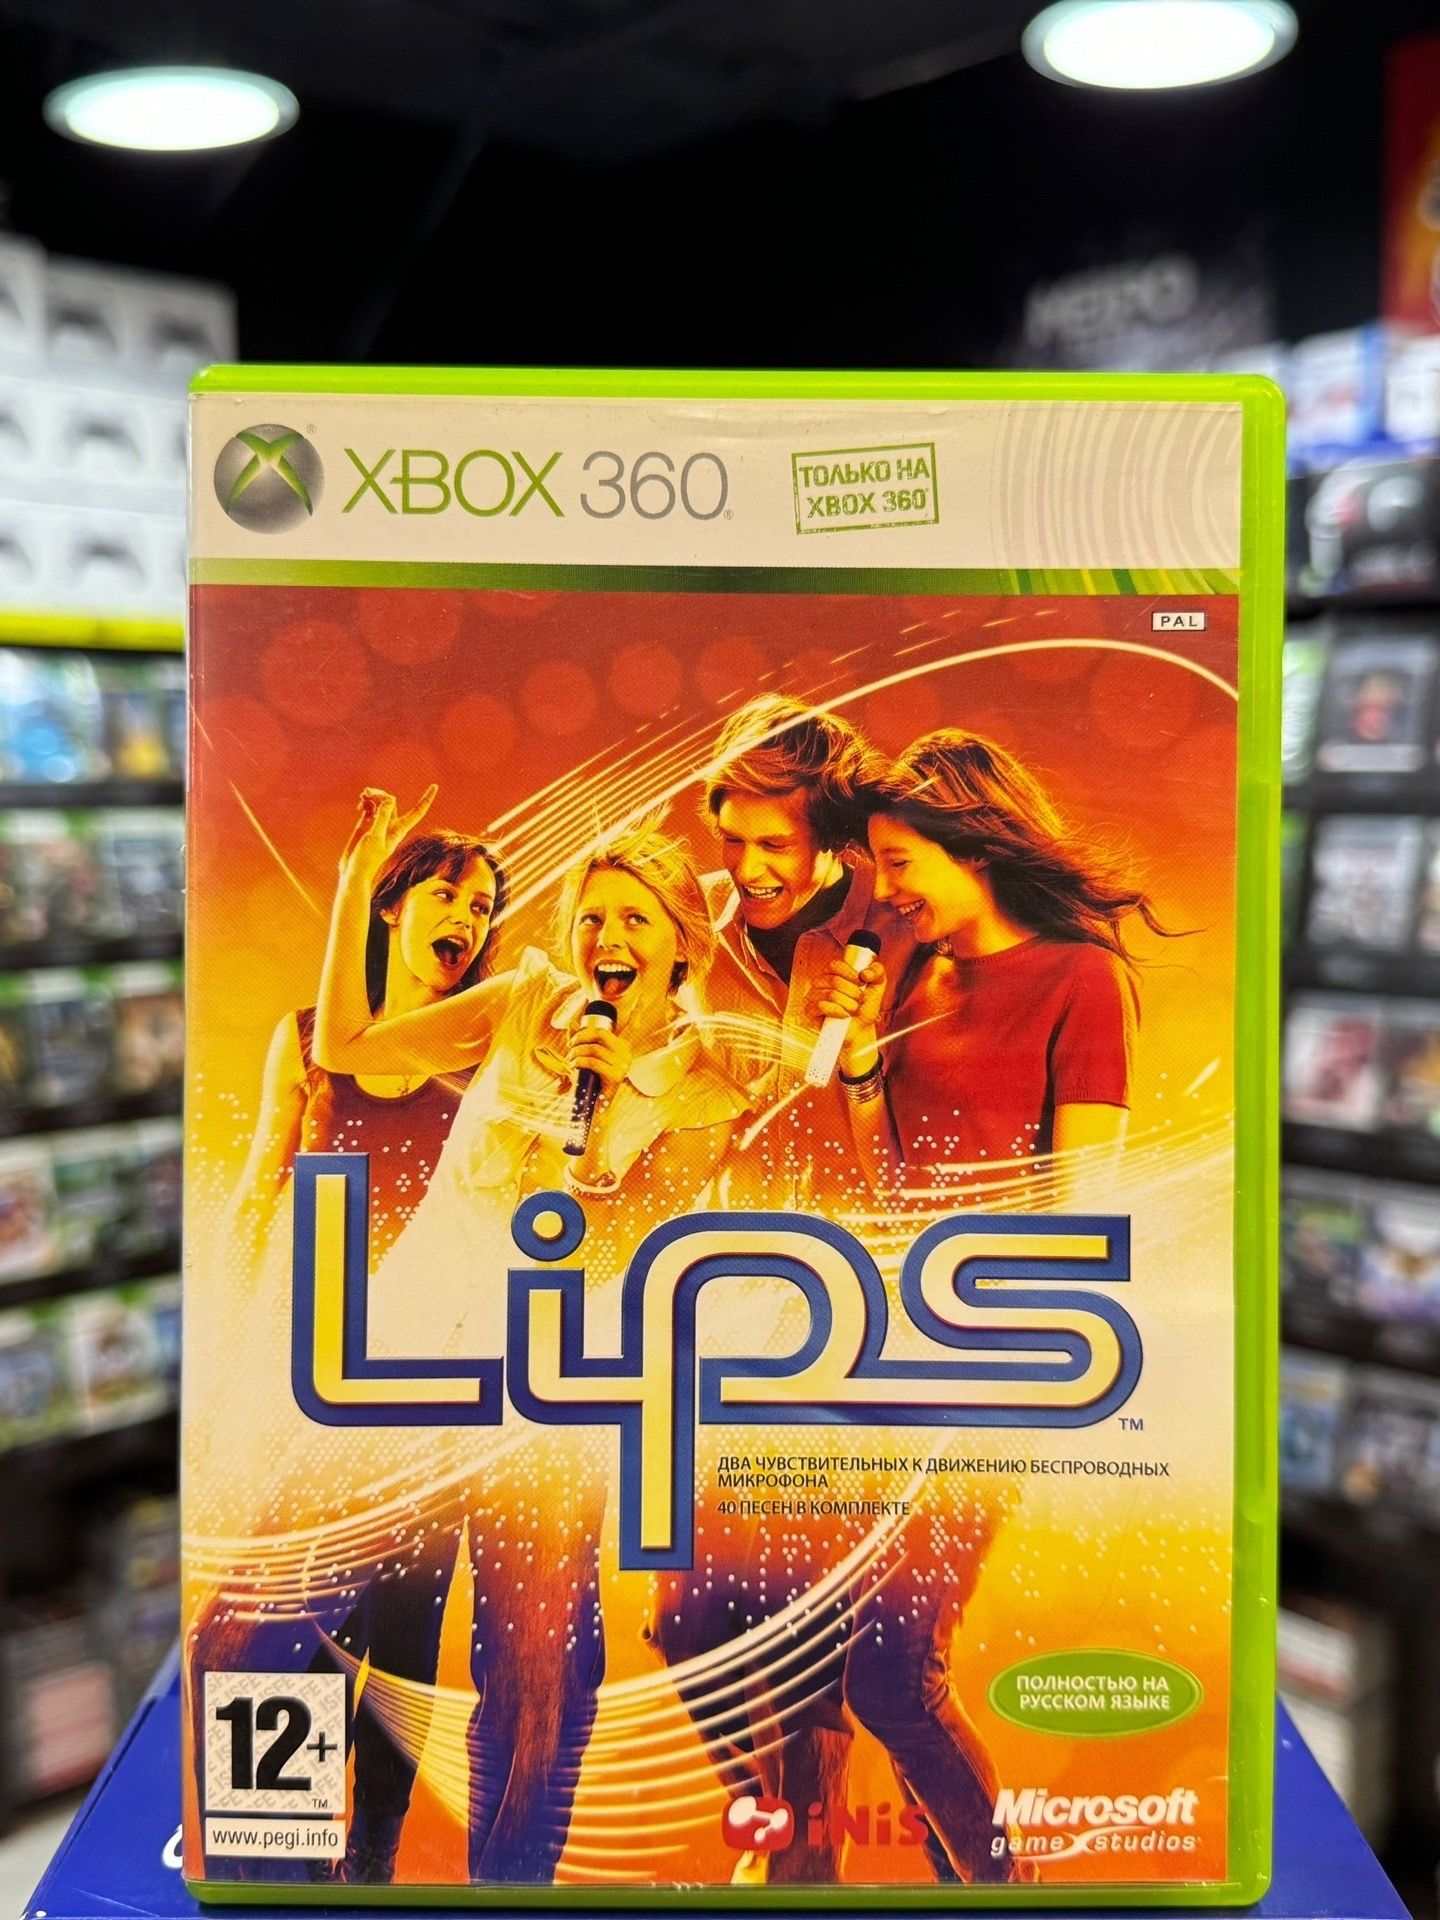 XBOX 360
ТОЛЬКО НА
XBOX 360
PAL
Lips™
ДВА ЧУВСТВИТЕЛЬНЫХ К ДВИЖЕНИЮ БЕСПРОВОДНЫХ
МИКРОФОНА
40 ПЕСЕН В КОМПЛЕКТЕ
ПОЛНОСТЬЮ НА
РУССКОМ ЯЗЫКЕ
12+
™
www.pegi.info
iNiS
Microsoft
game studios